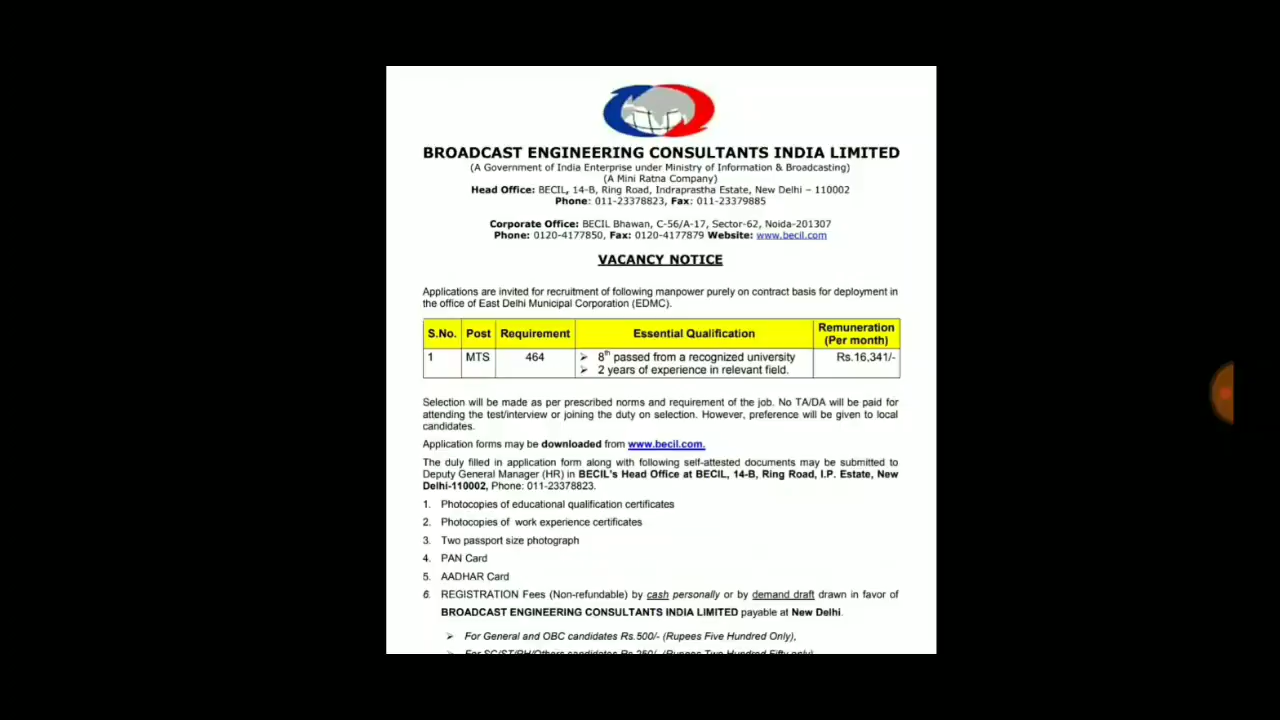 BROADCAST ENGINEERING CONSULTANTS INDIA LIMITED
(A Government of India Enterprise under Ministry of Information & Broadcasting)
(A Mini Ratna Company)
Head Office: BECIL, 14-B, Ring Road, Indraprastha Estate, New Delhi – 110002
Phone: 011-23378823, Fax: 011-23379885
Corporate Office: BECIL Bhawan, C-56/A-17, Sector-62, Noida-201307
Phone: 0120-4177850, Fax: 0120-4177879 Website: www.becil.com
VACANCY NOTICE
Applications are invited for recruitment of following manpower purely on contract basis for deployment in
the office of East Delhi Municipal Corporation (EDMC).
S.No. Post Requirement Essential Qualification Remuneration
(Per month)
1 MTS 464 ➢ 8th passed from a recognized university Rs.16,341/-
➢ 2 years of experience in relevant field.
Selection will be made as per prescribed norms and requirement of the job. No TA/DA will be paid for
attending the test/interview or joining the duty on selection. However, preference will be given to local
candidates.
Application forms may be downloaded from www.becil.com.
The duly filled in application form along with following self-attested documents may be submitted to
Deputy General Manager (HR) in BECIL's Head Office at BECIL, 14-B, Ring Road, I.P. Estate, New
Delhi-110002, Phone: 011-23378823.
1. Photocopies of educational qualification certificates
2. Photocopies of work experience certificates
3. Two passport size photograph
4. PAN Card
5. AADHAR Card
6. REGISTRATION Fees (Non-refundable) by cash personally or by demand draft drawn in favor of
BROADCAST ENGINEERING CONSULTANTS INDIA LIMITED payable at New Delhi.
➢ For General and OBC candidates Rs.500/- (Rupees Five Hundred Only),
➢ For SC/ST/PH/Others candidates Rs.250/- (Rupees Two Hundred Fifty only)